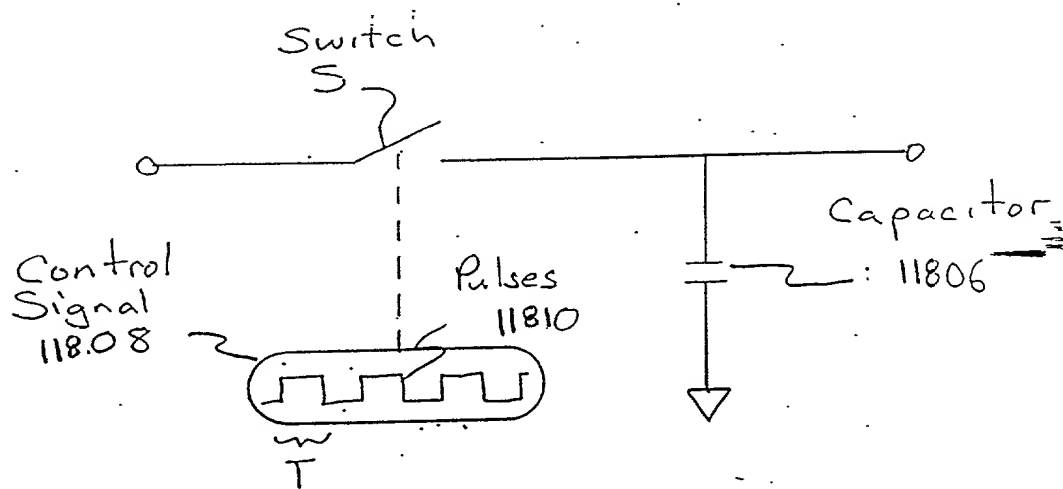 Switch
S
Capacitor
: 11806
Control
Signal
118.08
Pulses
11810
T